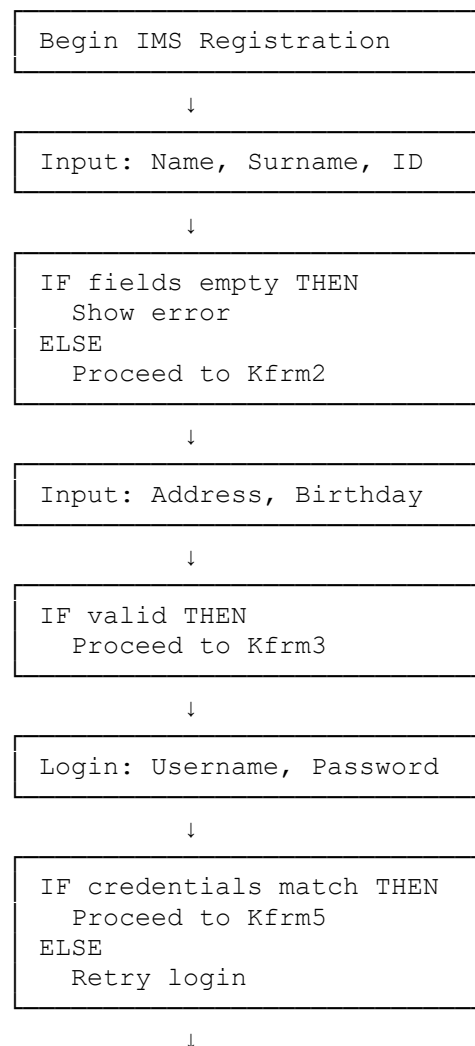 Begin IMS Registration
↓
Input: Name, Surname, ID
↓
IF fields empty THEN
Show error
ELSE
Proceed to Kfrm2
↓
Input: Address, Birthday
↓
IF valid THEN
Proceed to Kfrm3
↓
Login: Username, Password
↓
IF credentials match THEN
Proceed to Kfrm5
ELSE
Retry login
↓